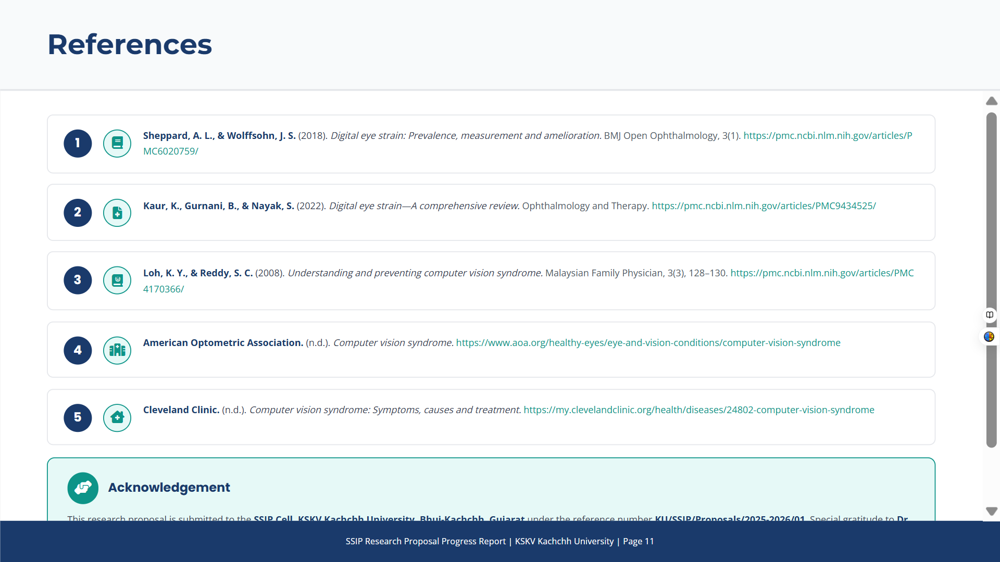 References
1
Sheppard, A. L., & Wolffsohn, J. S. (2018). Digital eye strain: Prevalence, measurement and amelioration. BMJ Open Ophthalmology, 3(1). https://pmc.ncbi.nlm.nih.gov/articles/P
MC6020759/
2
Kaur, K., Gurnani, B., & Nayak, S. (2022). Digital eye strain—A comprehensive review. Ophthalmology and Therapy. https://pmc.ncbi.nlm.nih.gov/articles/PMC9434525/
3
Loh, K. Y., & Reddy, S. C. (2008). Understanding and preventing computer vision syndrome. Malaysian Family Physician, 3(3), 128–130. https://pmc.ncbi.nlm.nih.gov/articles/PMC
4170366/
4
American Optometric Association. (n.d.). Computer vision syndrome. https://www.aoa.org/healthy-eyes/eye-and-vision-conditions/computer-vision-syndrome
5
Cleveland Clinic. (n.d.). Computer vision syndrome: Symptoms, causes and treatment. https://my.clevelandclinic.org/health/diseases/24802-computer-vision-syndrome
Acknowledgement
This research proposal is submitted to the SSIP Cell, KSKV Kachchh University, Bhuj-Kachchh, Gujarat under the reference number KU/SSIP/Proposals/2025-2026/01. Special gratitude to Dr.
SSIP Research Proposal Progress Report | KSKV Kachchh University | Page 11